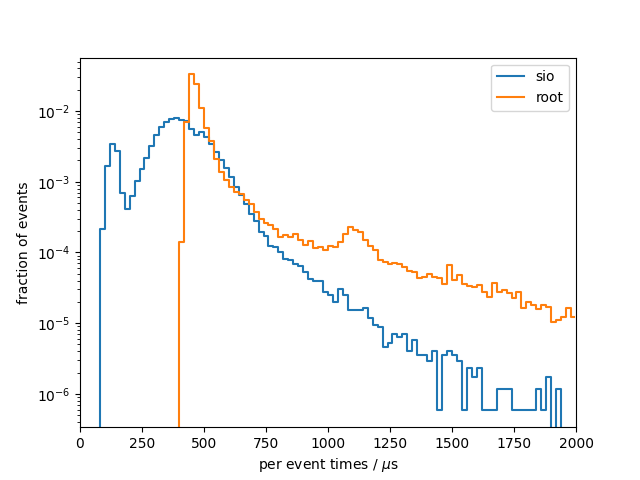 sio
root
10⁻²
10⁻³
10⁻⁴
10⁻⁵
10⁻⁶
fraction of events
0 250 500 750 1000 1250 1500 1750 2000
per event times / μs